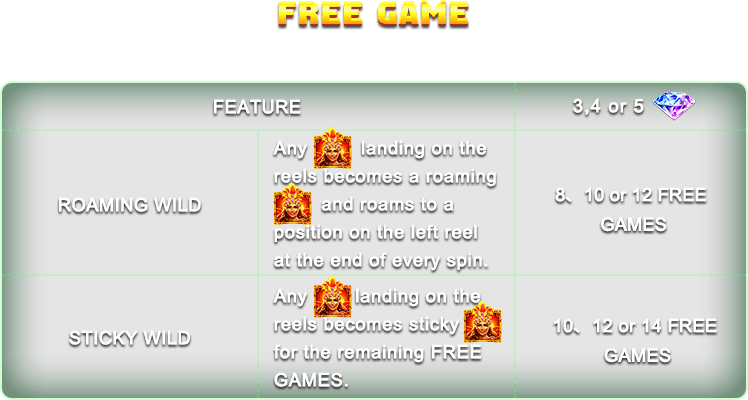 FREE GAME
FEATURE
3,4 or 5
ROAMING WILD
Any landing on the
reels becomes a roaming
and roams to a
position on the left reel
at the end of every spin.
8、10 or 12 FREE
GAMES
STICKY WILD
Any landing on the
reels becomes sticky
for the remaining FREE
GAMES.
10、12 or 14 FREE
GAMES